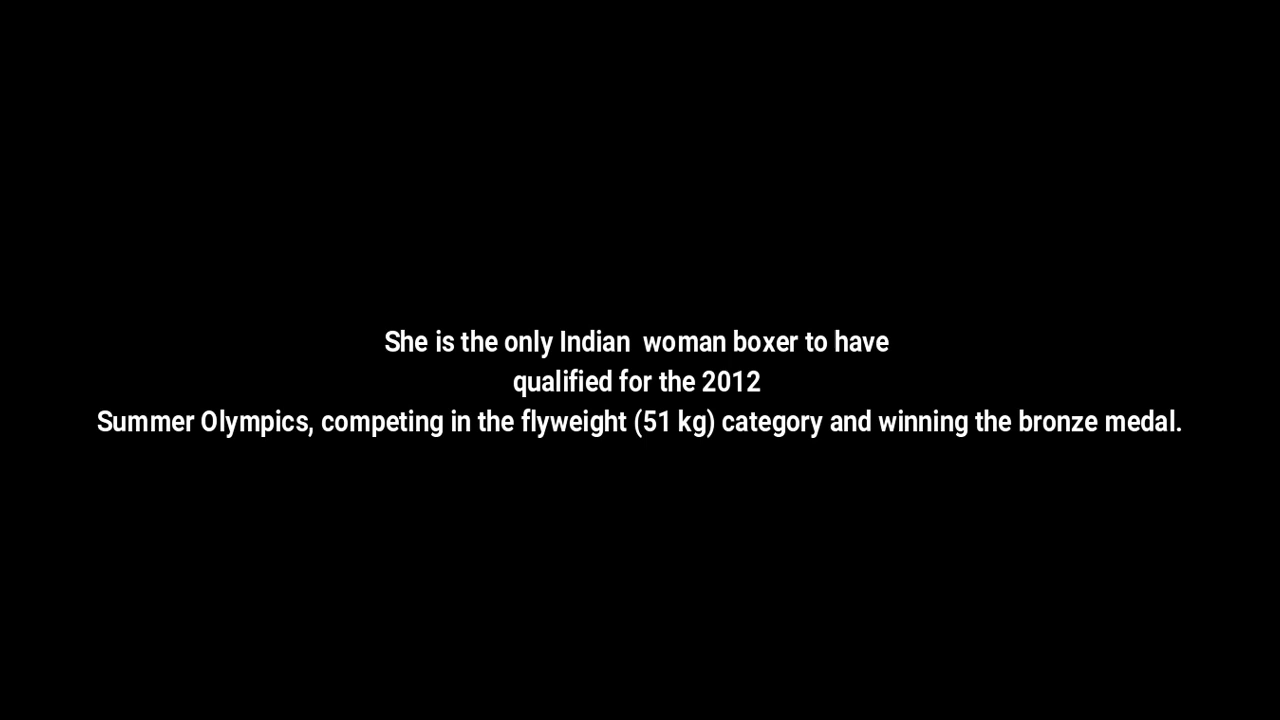 She is the only Indian  woman boxer to have
qualified for the 2012
Summer Olympics, competing in the flyweight (51 kg) category and winning the bronze medal.